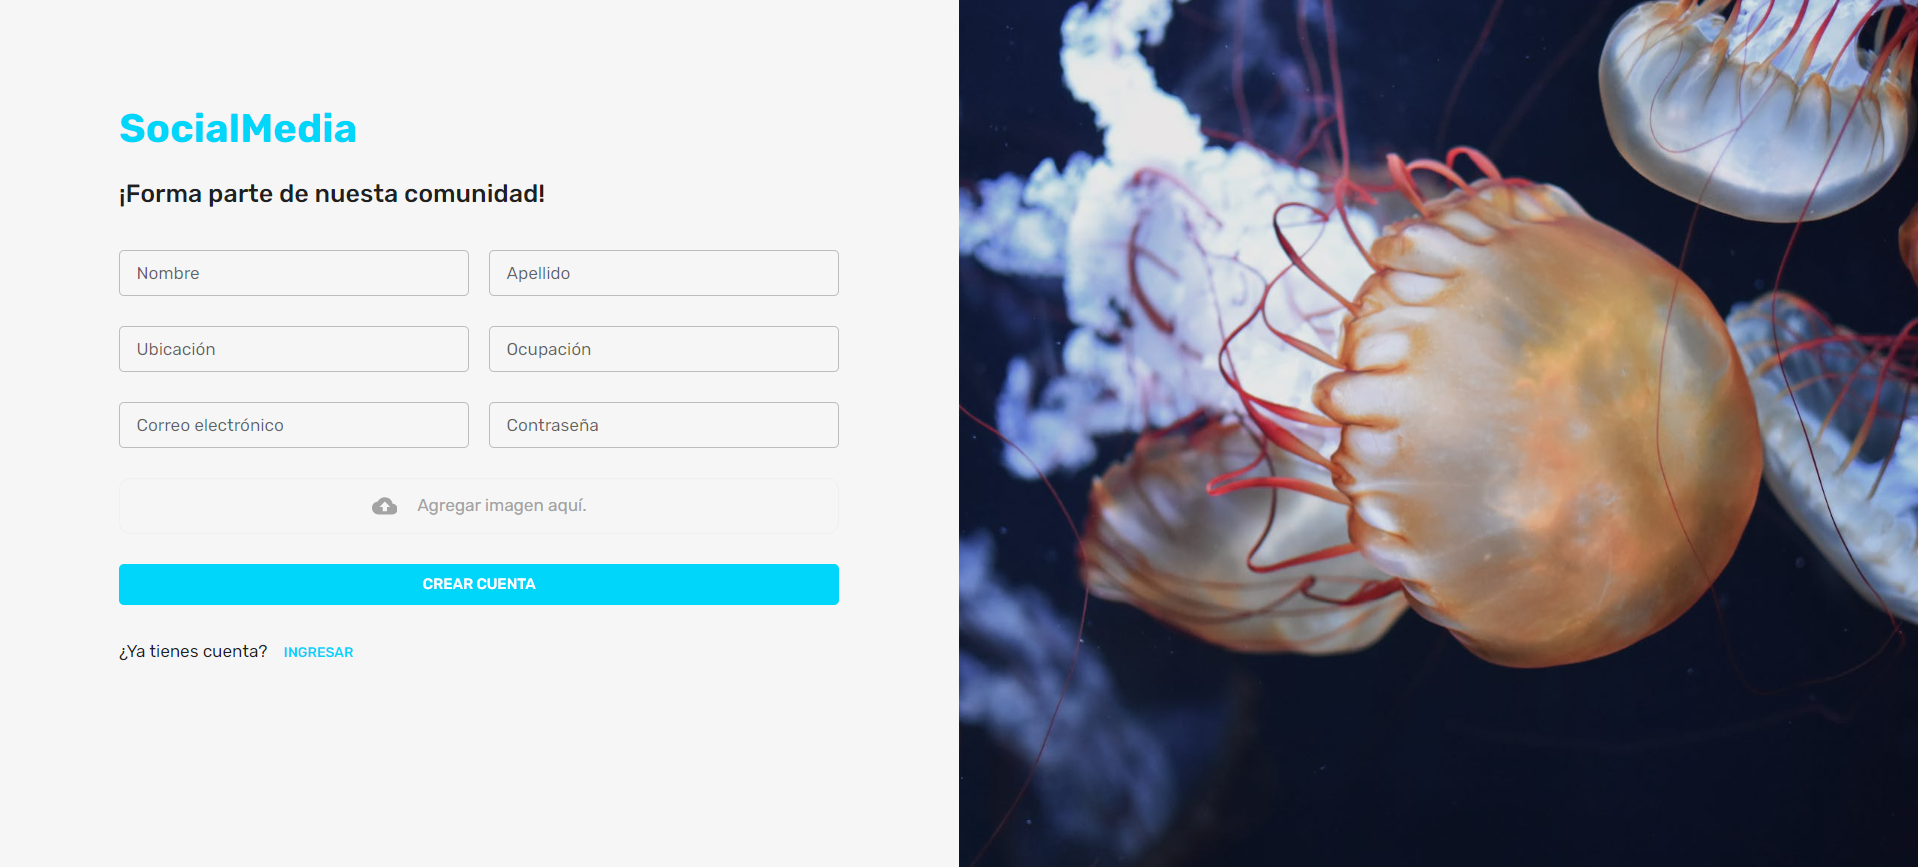 SocialMedia
¡Forma parte de nuesta comunidad!
Nombre
Apellido
Ubicación
Ocupación
Correo electrónico
Contraseña
Agregar imagen aquí.
CREAR CUENTA
¿Ya tienes cuenta? INGRESAR